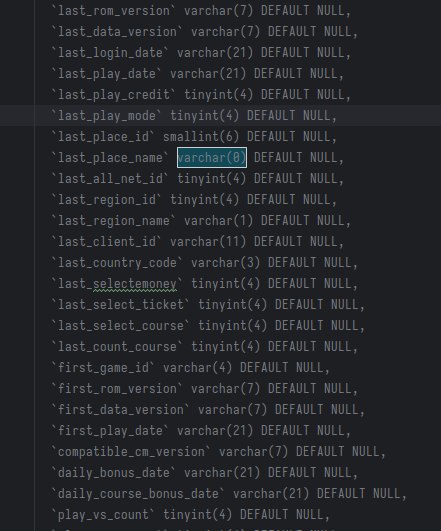 `last_rom_version` varchar(7) DEFAULT NULL,
`last_data_version` varchar(7) DEFAULT NULL,
`last_login_date` varchar(21) DEFAULT NULL,
`last_play_date` varchar(21) DEFAULT NULL,
`last_play_credit` tinyint(4) DEFAULT NULL,
`last_play_mode` tinyint(4) DEFAULT NULL,
`last_place_id` smallint(6) DEFAULT NULL,
`last_place_name` varchar(0) DEFAULT NULL,
`last_all_net_id` tinyint(4) DEFAULT NULL,
`last_region_id` tinyint(4) DEFAULT NULL,
`last_region_name` varchar(1) DEFAULT NULL,
`last_client_id` varchar(11) DEFAULT NULL,
`last_country_code` varchar(3) DEFAULT NULL,
`last_selectemoney` tinyint(4) DEFAULT NULL,
`last_select_ticket` tinyint(4) DEFAULT NULL,
`last_select_course` tinyint(4) DEFAULT NULL,
`last_count_course` tinyint(4) DEFAULT NULL,
`first_game_id` varchar(4) DEFAULT NULL,
`first_rom_version` varchar(7) DEFAULT NULL,
`first_data_version` varchar(7) DEFAULT NULL,
`first_play_date` varchar(21) DEFAULT NULL,
`compatible_cm_version` varchar(7) DEFAULT NULL,
`daily_bonus_date` varchar(21) DEFAULT NULL,
`daily_course_bonus_date` varchar(21) DEFAULT NULL,
`play_vs_count` tinyint(4) DEFAULT NULL,